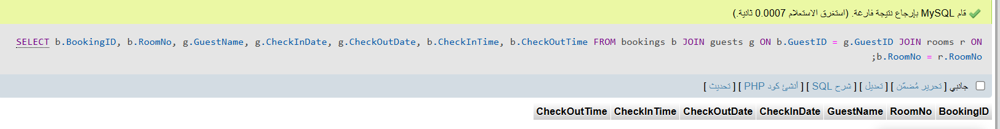 قام MySQL بإرجاع نتيجة فارغة. (استغرق الاستعلام 0.0007 ثانية.)
SELECT b.BookingID, b.RoomNo, g.GuestName, g.CheckInDate, g.CheckOutDate, b.CheckInTime, b.CheckOutTime FROM bookings b JOIN guests g ON b.GuestID = g.GuestID JOIN rooms r ON
b.RoomNo = r.RoomNo;
جانبي [ تحرير مُضمّن ] [ تعديل ] [ شرح SQL ] [ أنشئ كود PHP ] [ تحديث ]
BookingID RoomNo GuestName CheckInDate CheckOutDate CheckInTime CheckOutTime